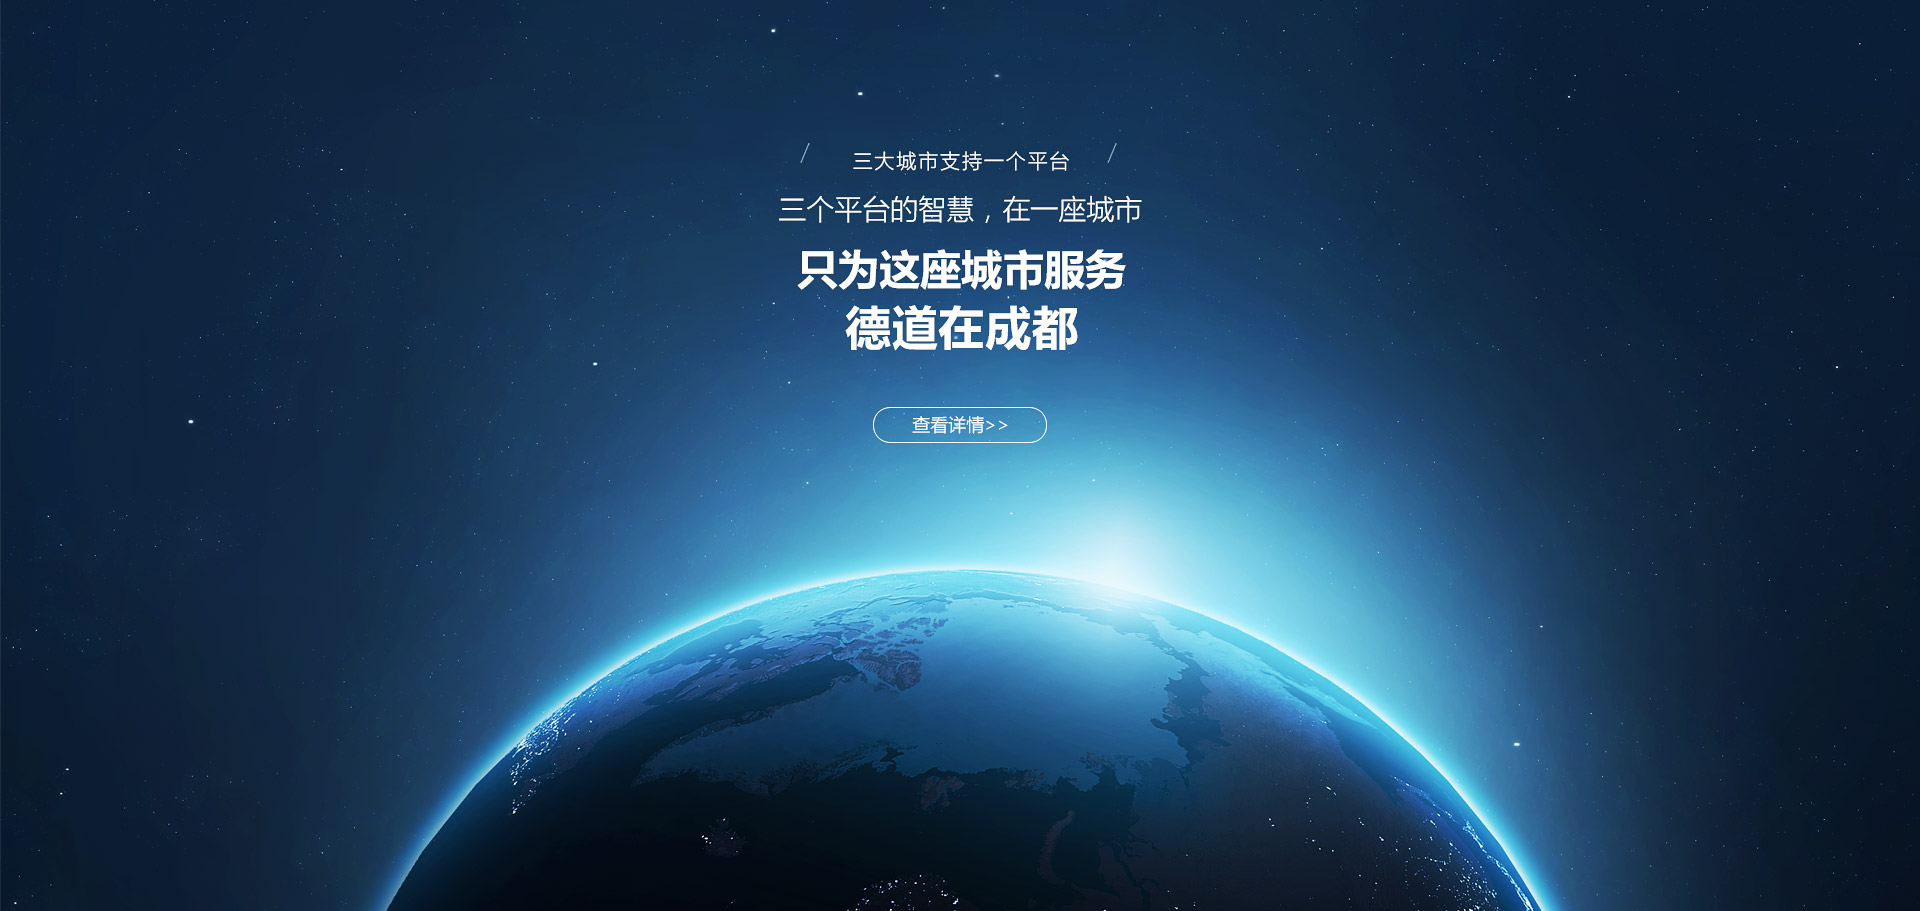 三大城市支持一个平台
三个平台的智慧，在一座城市
只为这座城市服务
德道在成都
查看详情>>